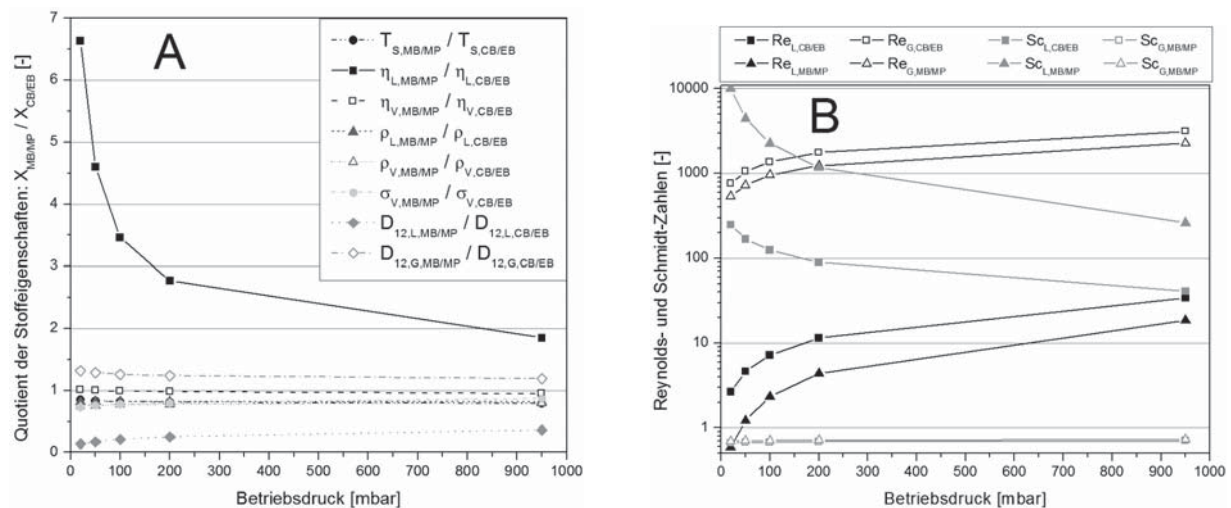 A
Quotient der Stoffeigenschaften: X_MB/MP / X_CB/EB [-]
7
6
5
4
3
2
1
0
T_S,MB/MP / T_S,CB/EB
η_L,MB/MP / η_L,CB/EB
η_V,MB/MP / η_V,CB/EB
ρ_L,MB/MP / ρ_L,CB/EB
ρ_V,MB/MP / ρ_V,CB/EB
σ_V,MB/MP / σ_V,CB/EB
D_12,L,MB/MP / D_12,L,CB/EB
D_12,G,MB/MP / D_12,G,CB/EB
0 100 200 300 400 500 600 700 800 900 1000
Betriebsdruck [mbar]
Re_L,CB/EB Re_G,CB/EB Sc_L,CB/EB Sc_G,MB/MP
Re_L,MB/MP Re_G,MB/MP Sc_L,MB/MP Sc_G,MB/MP
B
Reynolds- und Schmidt-Zahlen [-]
10000
1000
100
10
1
0 100 200 300 400 500 600 700 800 900 1000
Betriebsdruck [mbar]